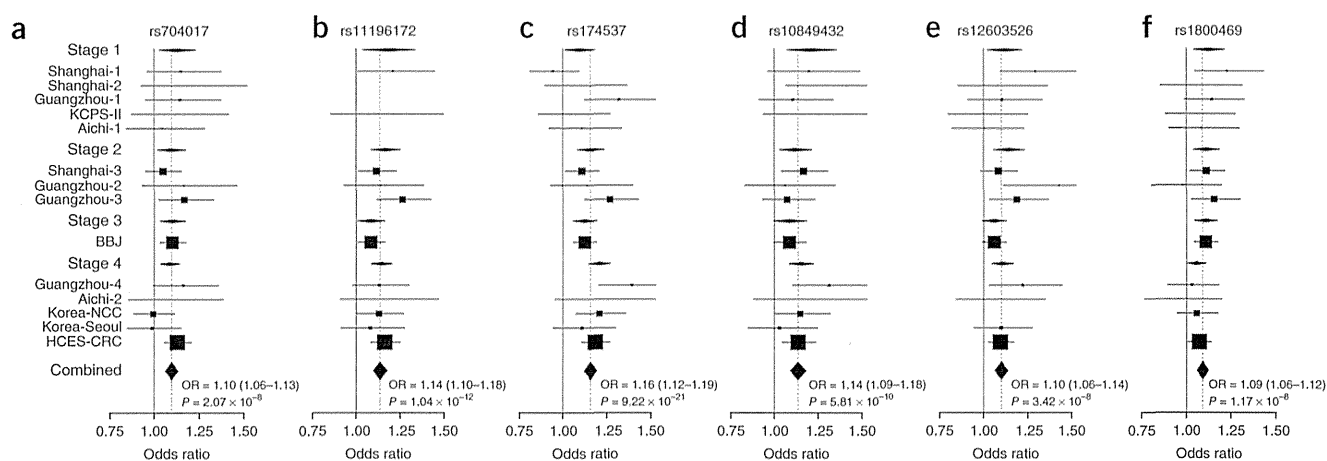 a b c d e f
rs704017 rs11196172 rs174537 rs10849432 rs12603526 rs1800469
Stage 1
Shanghai-1
Shanghai-2
Guangzhou-1
KCPS-II
Aichi-1
Stage 2
Shanghai-3
Guangzhou-2
Guangzhou-3
Stage 3
BBJ
Stage 4
Guangzhou-4
Aichi-2
Korea-NCC
Korea-Seoul
HCES-CRC
Combined
OR = 1.10 (1.06–1.13) OR = 1.14 (1.10–1.18) OR = 1.16 (1.12–1.19) OR = 1.14 (1.09–1.18) OR = 1.10 (1.06–1.14) OR = 1.09 (1.06–1.12)
P = 2.07 × 10⁻⁸ P = 1.04 × 10⁻¹² P = 9.22 × 10⁻²¹ P = 5.81 × 10⁻¹⁰ P = 3.42 × 10⁻⁸ P = 1.17 × 10⁻⁸
0.75 1.00 1.25 1.50 0.75 1.00 1.25 1.50 0.75 1.00 1.25 1.50 0.75 1.00 1.25 1.50 0.75 1.00 1.25 1.50 0.75 1.00 1.25 1.50
Odds ratio Odds ratio Odds ratio Odds ratio Odds ratio Odds ratio